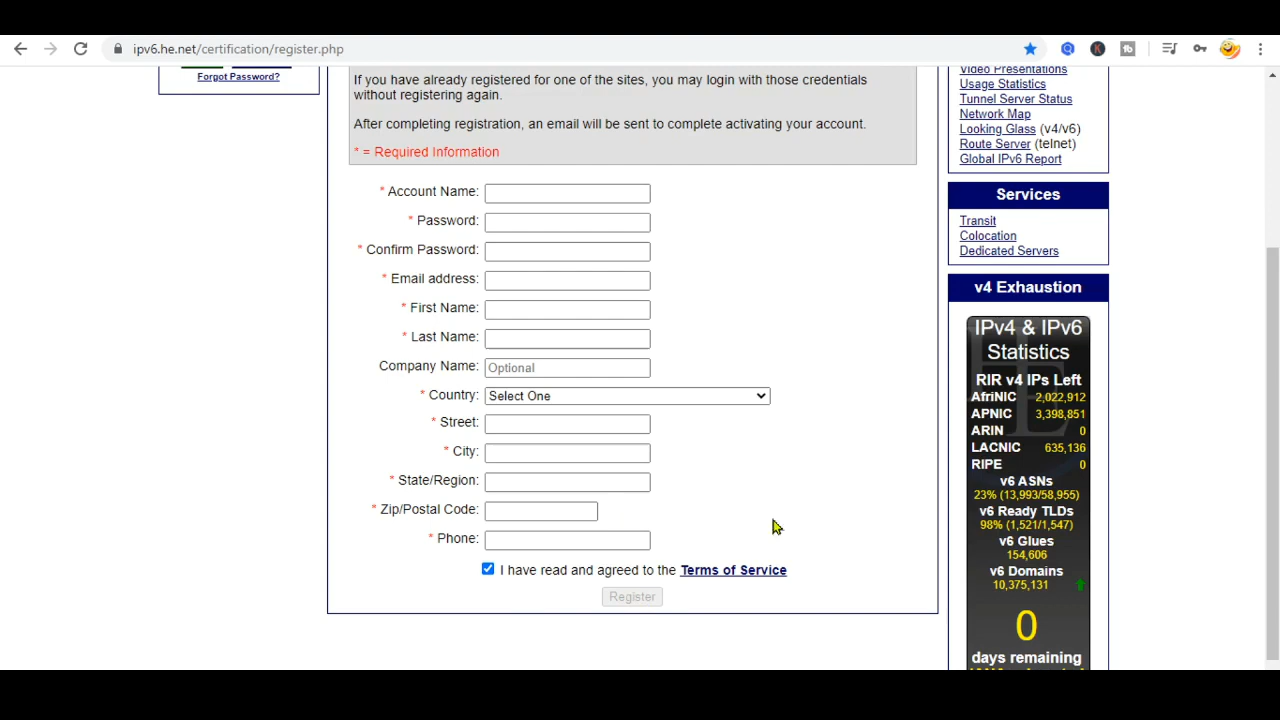 ipv6.he.net/certification/register.php
Forgot Password?
If you have already registered for one of the sites, you may login with those credentials
without registering again.
After completing registration, an email will be sent to complete activating your account.
* = Required Information
* Account Name:
* Password:
* Confirm Password:
* Email address:
* First Name:
* Last Name:
Company Name: Optional
* Country: Select One
* Street:
* City:
* State/Region:
* Zip/Postal Code:
* Phone:
I have read and agreed to the Terms of Service
Register
Video Presentations
Usage Statistics
Tunnel Server Status
Network Map
Looking Glass (v4/v6)
Route Server (telnet)
Global IPv6 Report
Services
Transit
Colocation
Dedicated Servers
v4 Exhaustion
IPv4 & IPv6
Statistics
RIR v4 IPs Left
AfriNIC 2,022,912
APNIC 3,398,851
ARIN 0
LACNIC 635,136
RIPE 0
v6 ASNs
23% (13,993/58,955)
v6 Ready TLDs
98% (1,521/1,547)
v6 Glues
154,606
v6 Domains
10,375,131
0
days remaining